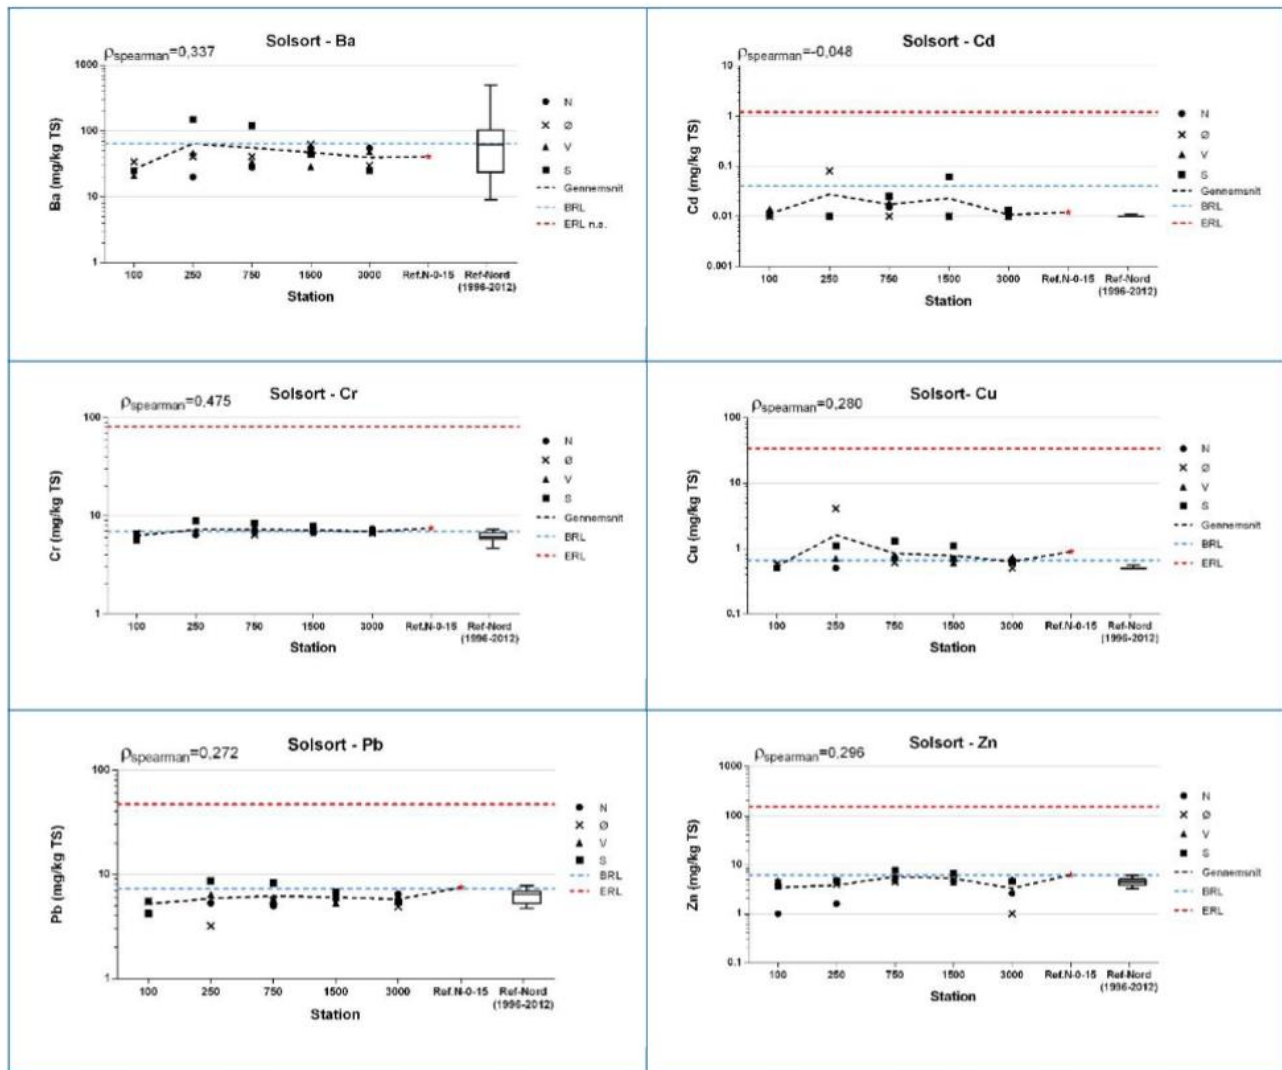 Solsort - Ba
ρspearman=0,337
1000
100
10
1
Ba (mg/kg TS)
100 250 750 1500 3000 Ref.N-0-15 Ref-Nord
(1996-2012)
Station
N
Ø
V
S
Gennemsnit
BRL
ERL n.a.
Solsort - Cd
ρspearman=-0,048
10
1
0.1
0.01
0.001
Cd (mg/kg TS)
100 250 750 1500 3000 Ref.N-0-15 Ref-Nord
(1996-2012)
Station
N
Ø
V
S
Gennemsnit
BRL
ERL
Solsort - Cr
ρspearman=0,475
100
10
1
Cr (mg/kg TS)
100 250 750 1500 3000 Ref.N-0-15 Ref-Nord
(1996-2012)
Station
N
Ø
V
S
Gennemsnit
BRL
ERL
Solsort- Cu
ρspearman=0,280
100
10
1
0.1
Cu (mg/kg TS)
100 250 750 1500 3000 Ref.N-0-15 Ref-Nord
(1996-2012)
Station
N
Ø
V
S
Gennemsnit
BRL
ERL
Solsort - Pb
ρspearman=0,272
100
10
1
Pb (mg/kg TS)
100 250 750 1500 3000 Ref.N-0-15 Ref-Nord
(1996-2012)
Station
N
Ø
V
S
BRL
ERL
Solsort - Zn
ρspearman=0,296
1000
100
10
1
0.1
Zn (mg/kg TS)
100 250 750 1500 3000 Ref.N-0-15 Ref-Nord
(1996-2012)
Station
N
Ø
V
S
BRL
ERL